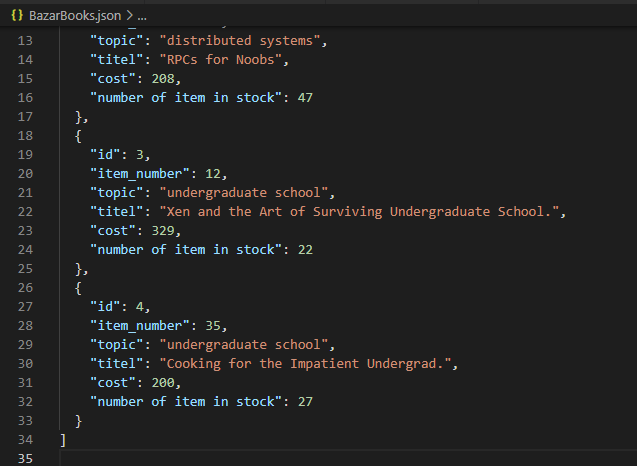 {} BazarBooks.json > ...
13 "topic": "distributed systems",
14 "titel": "RPCs for Noobs",
15 "cost": 208,
16 "number of item in stock": 47
17 },
18 {
19 "id": 3,
20 "item_number": 12,
21 "topic": "undergraduate school",
22 "titel": "Xen and the Art of Surviving Undergraduate School.",
23 "cost": 329,
24 "number of item in stock": 22
25 },
26 {
27 "id": 4,
28 "item_number": 35,
29 "topic": "undergraduate school",
30 "titel": "Cooking for the Impatient Undergrad.",
31 "cost": 200,
32 "number of item in stock": 27
33 }
34 ]
35